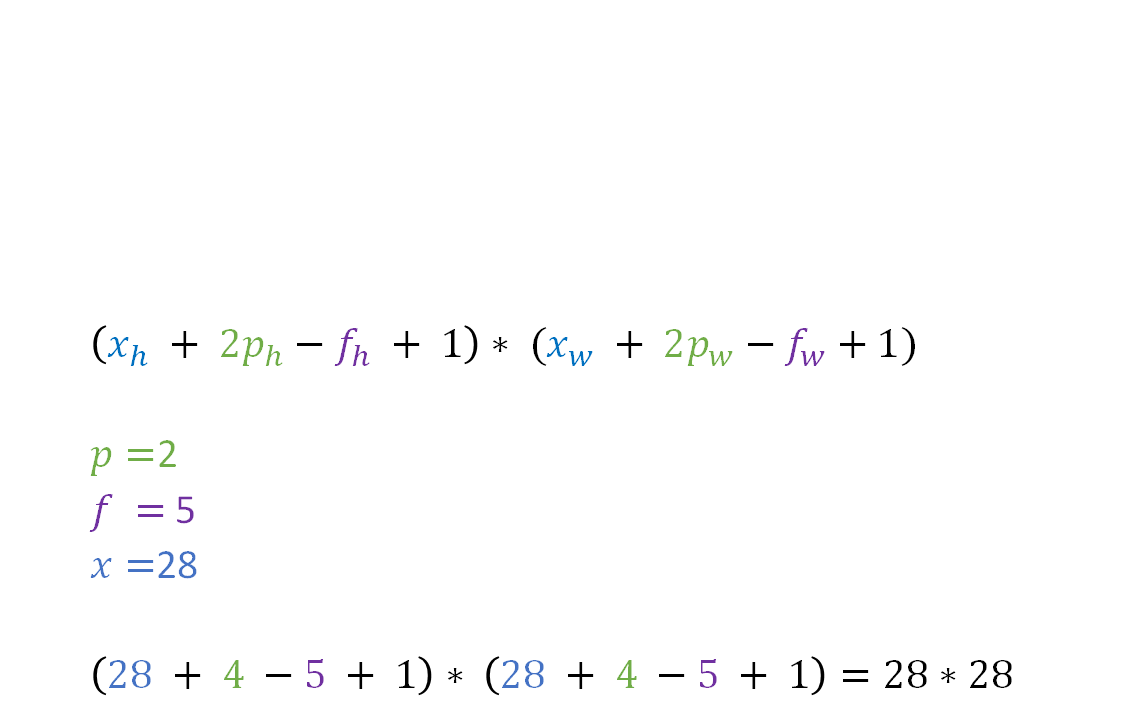 (x_h + 2p_h − f_h + 1) * (x_w + 2p_w − f_w + 1)
p =2
f = 5
x =28
(28 + 4 − 5 + 1) * (28 + 4 − 5 + 1) = 28 * 28